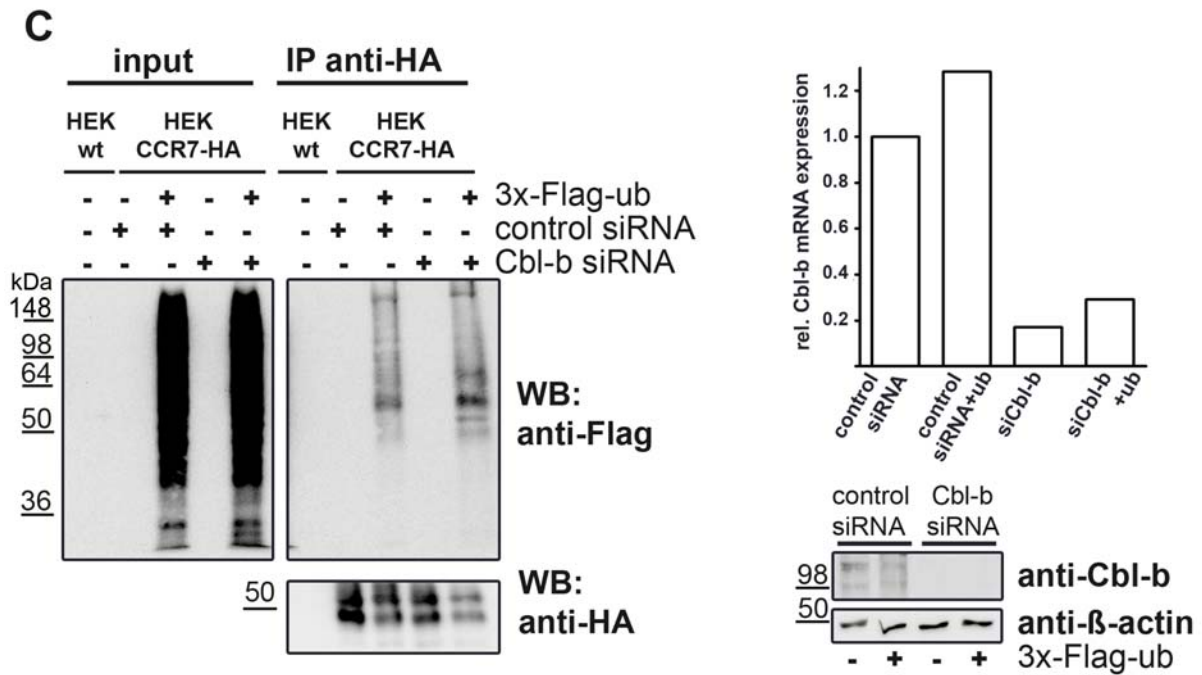 C
input IP anti-HA
HEK HEK HEK HEK
wt CCR7-HA wt CCR7-HA
- - + - + - - + - + 3x-Flag-ub
- + + - - - + + - - control siRNA
- - - + + - - - + + Cbl-b siRNA
kDa
148
98
64
50
36
WB:
anti-Flag
50
WB:
anti-HA
rel. Cbl-b mRNA expression
1.2
1.0
0.8
0.6
0.4
0.2
control
siRNA
control
siRNA+ub
siCbl-b
siCbl-b
+ub
control Cbl-b
siRNA siRNA
98 anti-Cbl-b
50 anti-ß-actin
- + - + 3x-Flag-ub